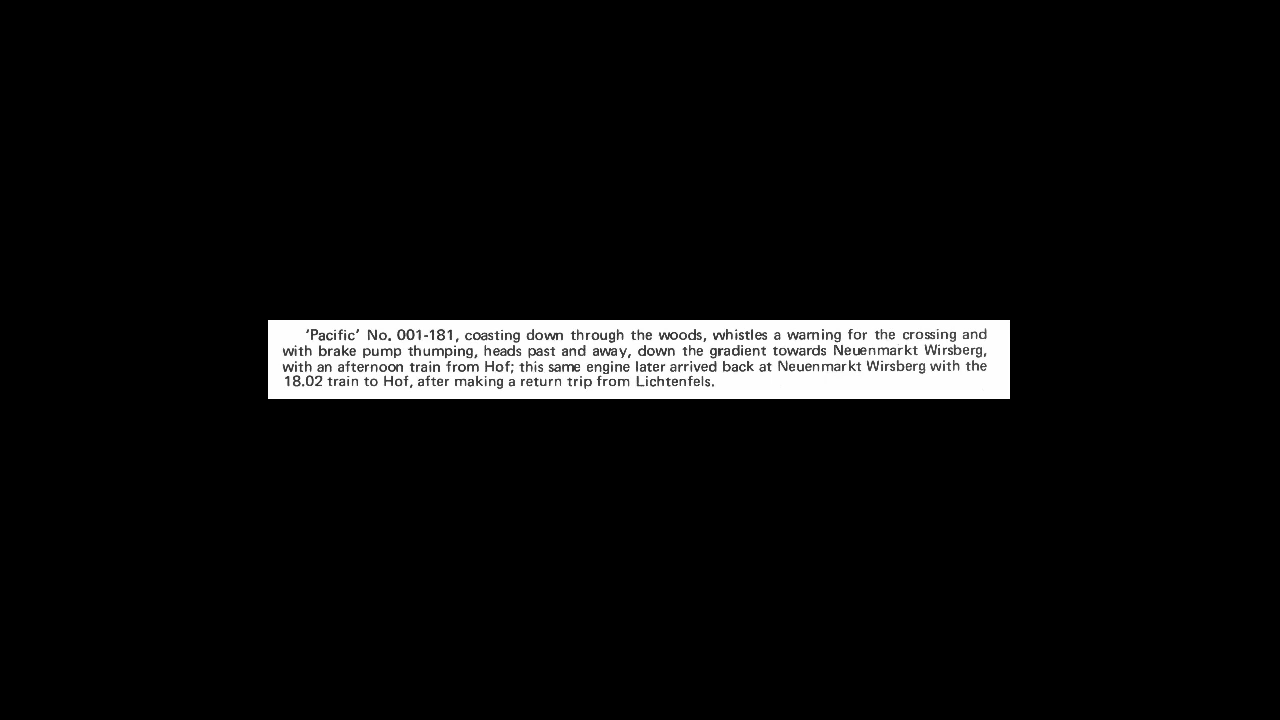 'Pacific' No. 001-181, coasting down through the woods, whistles a warning for the crossing and
with brake pump thumping, heads past and away, down the gradient towards Neuenmarkt Wirsberg,
with an afternoon train from Hof; this same engine later arrived back at Neuenmarkt Wirsberg with the
18.02 train to Hof, after making a return trip from Lichtenfels.